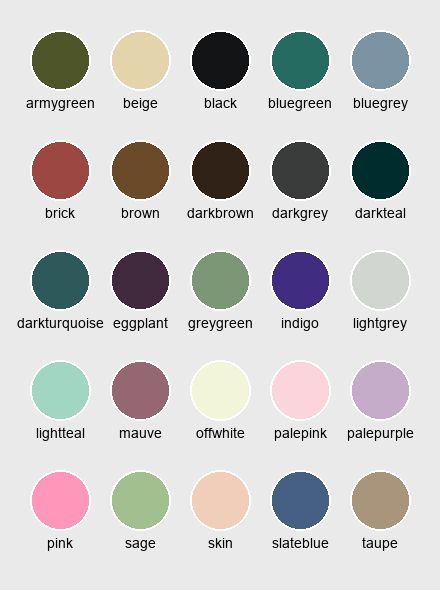 armygreen beige black bluegreen bluegrey
brick brown darkbrown darkgrey darkteal
darkturquoise eggplant greygreen indigo lightgrey
lightteal mauve offwhite palepink palepurple
pink sage skin slateblue taupe